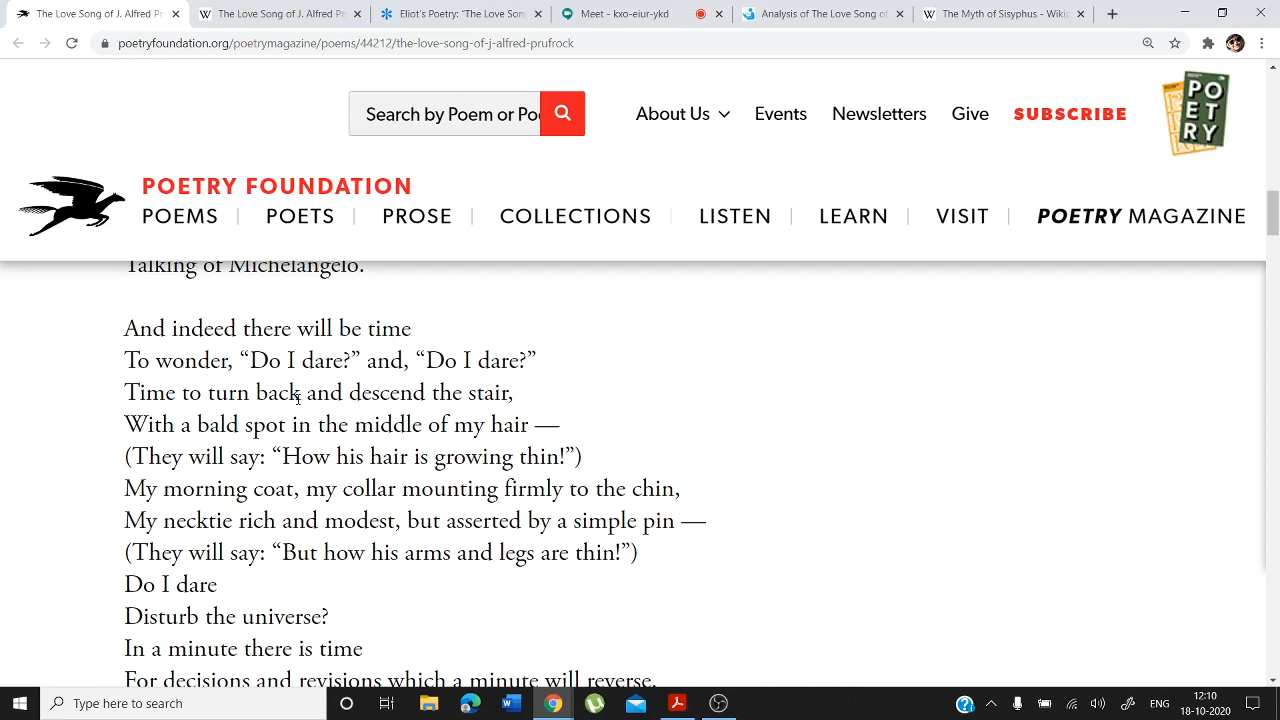 The Love Song of J. Alfred P
The Love Song of J. Alfred Pr
Eliot's Poetry: "The Love Song
Meet - kxo-eiur-ykd
Analysis of The Love Song of
The Myth of Sisyphus - Wikip
poetryfoundation.org/poetrymagazine/poems/44212/the-love-song-of-j-alfred-prufrock
Search by Poem or Po
About Us
Events
Newsletters
Give
SUBSCRIBE
PO
ET
RY
POETRY FOUNDATION
POEMS
POETS
PROSE
COLLECTIONS
LISTEN
LEARN
VISIT
POETRY MAGAZINE
Talking of Michelangelo.
And indeed there will be time
To wonder, “Do I dare?” and, “Do I dare?”
Time to turn back and descend the stair,
With a bald spot in the middle of my hair —
(They will say: “How his hair is growing thin!”)
My morning coat, my collar mounting firmly to the chin,
My necktie rich and modest, but asserted by a simple pin —
(They will say: “But how his arms and legs are thin!”)
Do I dare
Disturb the universe?
In a minute there is time
For decisions and revisions which a minute will reverse.
Type here to search
W
ENG
12:10
18-10-2020